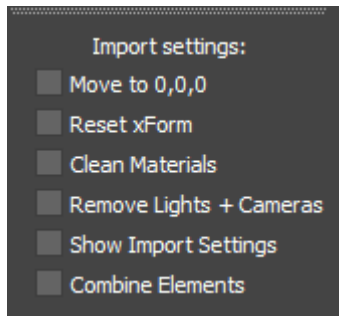 Import settings:
Move to 0,0,0
Reset xForm
Clean Materials
Remove Lights + Cameras
Show Import Settings
Combine Elements